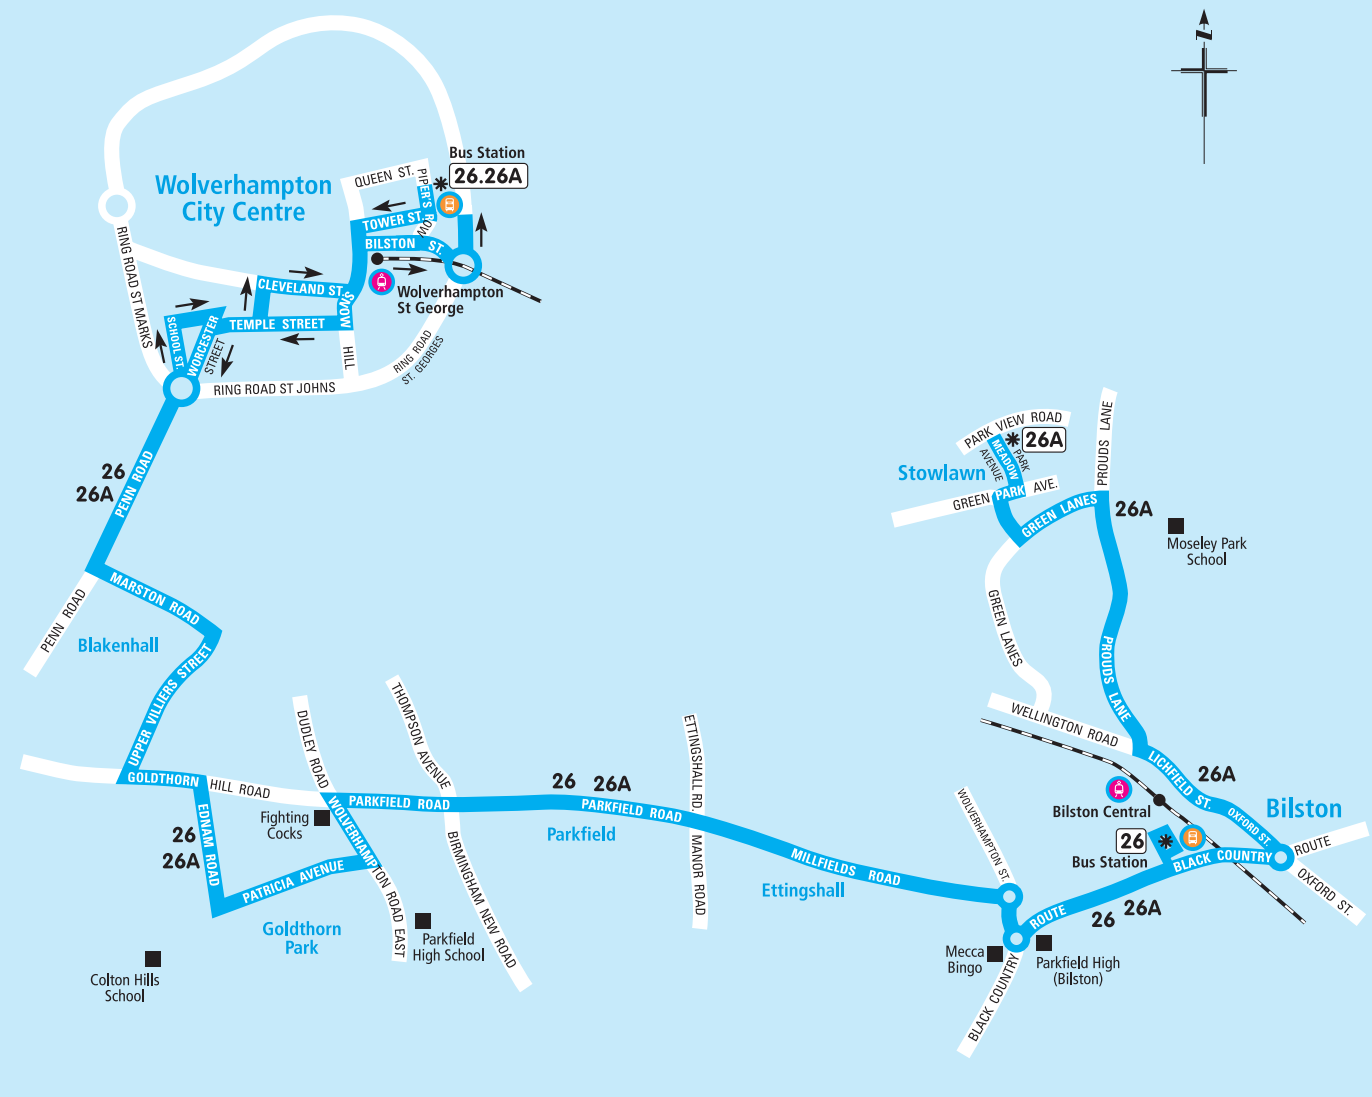 N
Bus Station
26.26A
Wolverhampton
City Centre
QUEEN ST.
PIPER'S ROW
TOWER ST.
BILSTON ST.
RING ROAD ST MARKS
CLEVELAND ST.
SNOW HILL
Wolverhampton
St George
SCHOOL ST.
WORCESTER STREET
TEMPLE STREET
RING ROAD
ST. GEORGES
RING ROAD ST JOHNS
26
26A
PENN ROAD
MARSTON ROAD
PENN ROAD
Blakenhall
UPPER VILLIERS STREET
GOLDTHORN HILL ROAD
EDNAM ROAD
26
26A
PATRICIA AVENUE
Goldthorn
Park
Colton Hills
School
DUDLEY ROAD
Fighting
Cocks
WOLVERHAMPTON ROAD EAST
Parkfield
High School
THOMPSON AVENUE
BIRMINGHAM NEW ROAD
PARKFIELD ROAD
26 26A
PARKFIELD ROAD
Parkfield
ETTINGSHALL RD.
MANOR ROAD
MILLFIELDS ROAD
Ettingshall
WOLVERHAMPTON ST.
Mecca
Bingo
BLACK COUNTRY
ROUTE
Parkfield High
(Bilston)
26 26A
BLACK COUNTRY
ROUTE
OXFORD ST.
Bilston
OXFORD ST.
LICHFIELD ST.
26A
Bilston Central
26
Bus Station
WELLINGTON ROAD
PROUDS LANE
GREEN LANES
GREEN LANES
26A
Moseley Park
School
PROUDS LANE
PARK VIEW ROAD
26A
MEADOW
PARK
AVENUE
Stowlawn
GREEN PARK AVE.